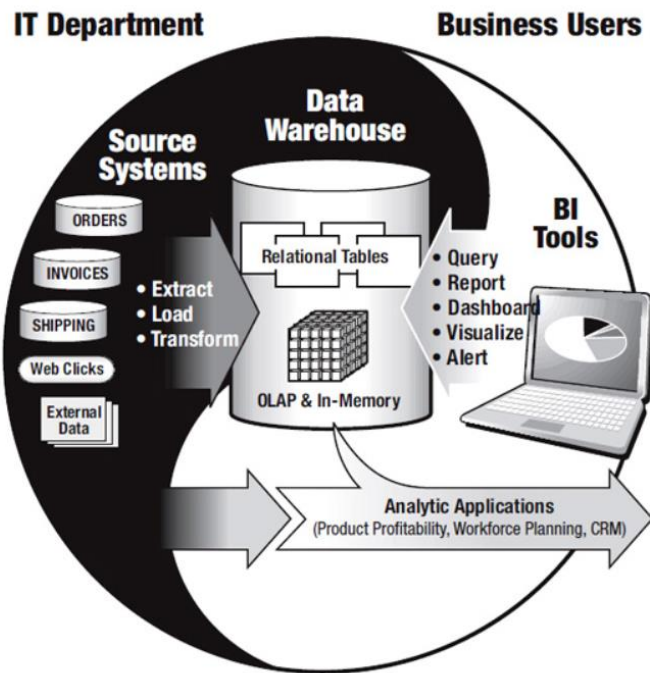 IT Department
Business Users
Data
Warehouse
Source
Systems
ORDERS
INVOICES
SHIPPING
Web Clicks
External
Data
• Extract
• Load
• Transform
Relational Tables
OLAP & In-Memory
• Query
• Report
• Dashboard
• Visualize
• Alert
BI
Tools
Analytic Applications
(Product Profitability, Workforce Planning, CRM)